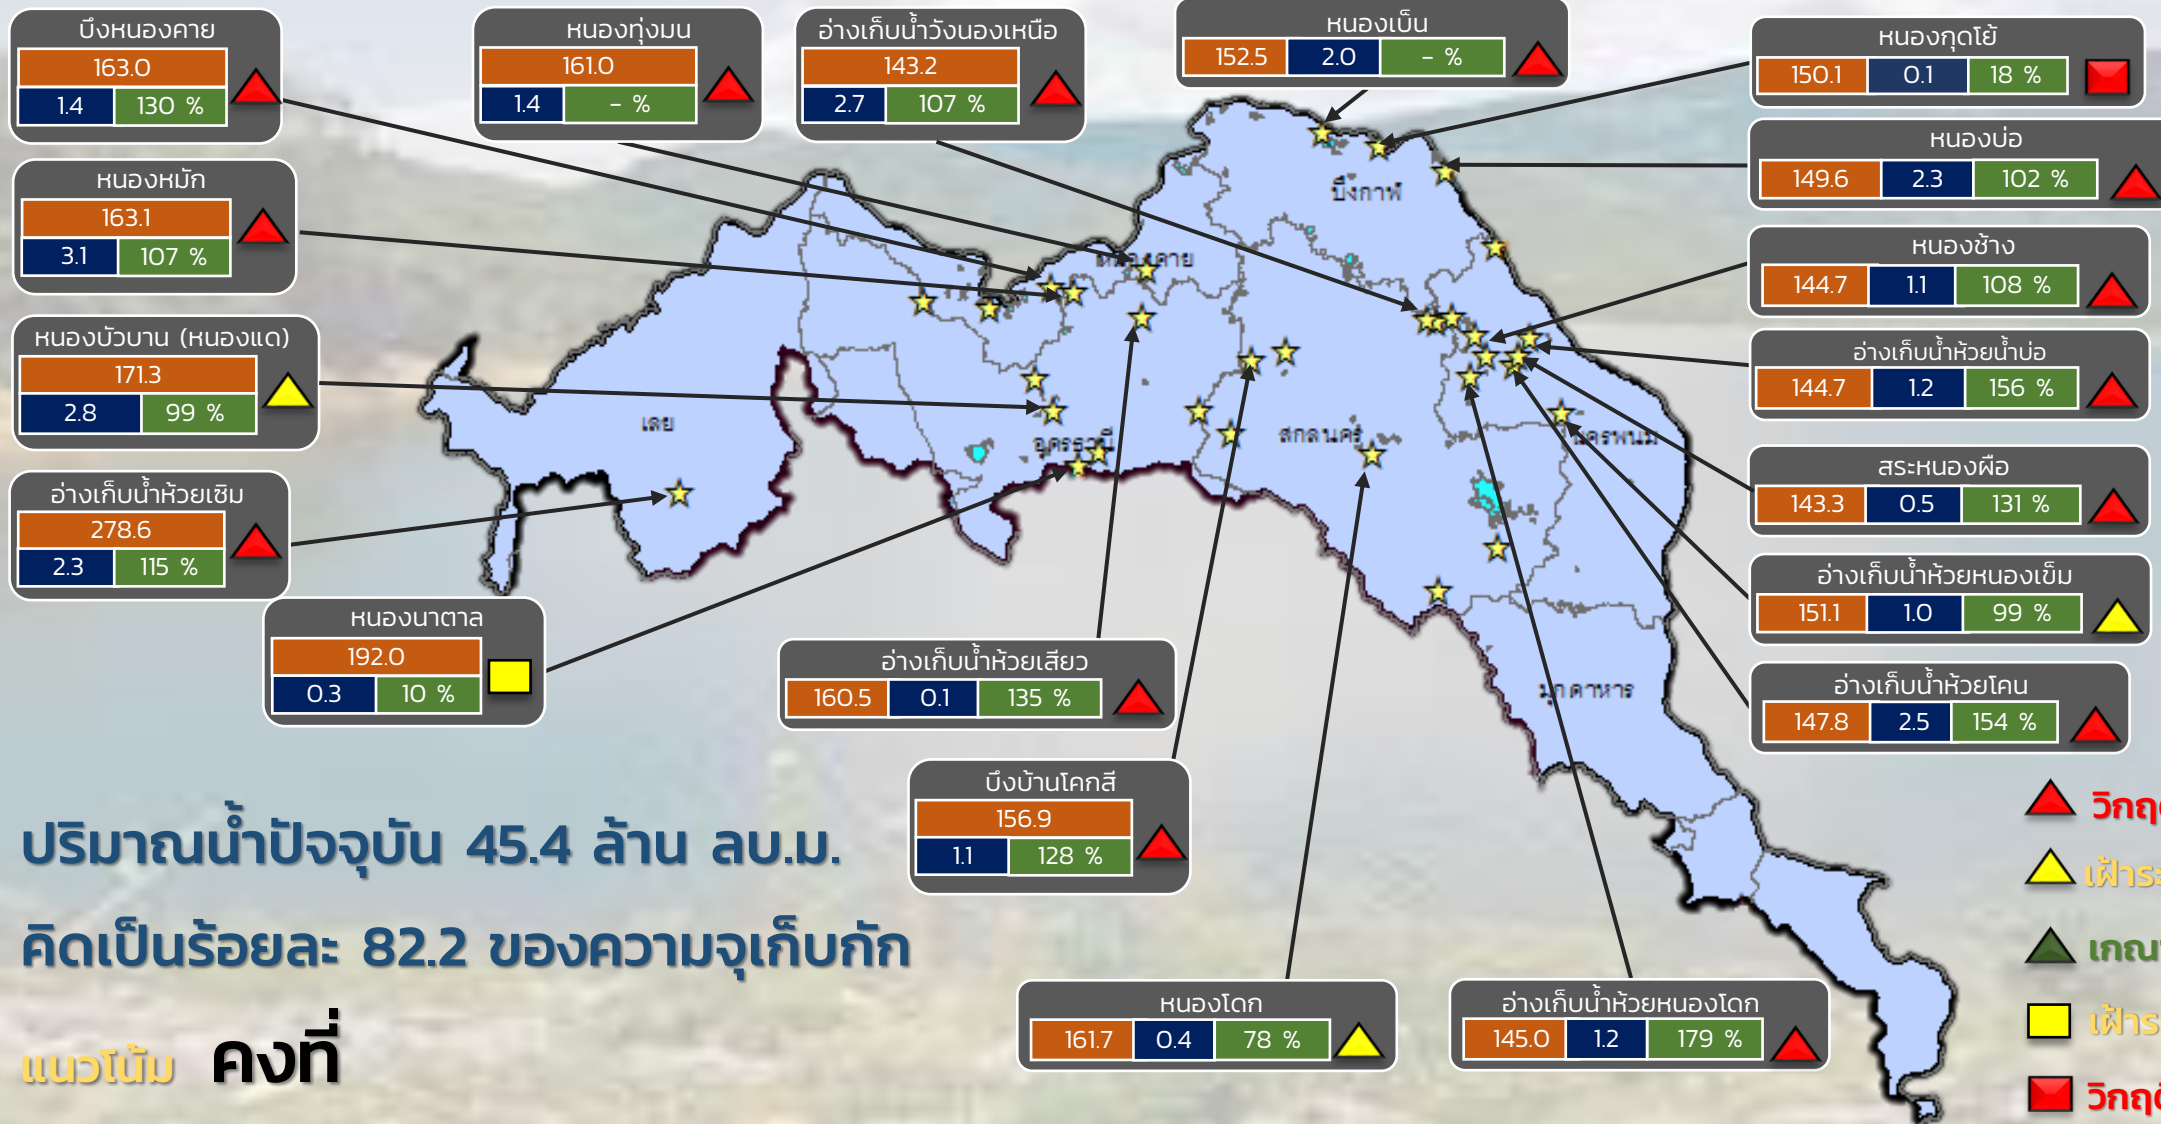 บึงหนองคาย
163.0
1.4 130 %
หนองทุ่งมน
161.0
1.4 - %
อ่างเก็บน้ำวังนองเหนือ
143.2
2.7 107 %
หนองเบ็น
152.5 2.0 - %
หนองกุดโย้
150.1 0.1 18 %
หนองบ่อ
149.6 2.3 102 %
หนองหมัก
163.1
3.1 107 %
หนองช้าง
144.7 1.1 108 %
หนองบัวบาน (หนองแด)
171.3
2.8 99 %
อ่างเก็บน้ำห้วยน้ำบ่อ
144.7 1.2 156 %
สระหนองผือ
143.3 0.5 131 %
อ่างเก็บน้ำห้วยเซิม
278.6
2.3 115 %
อ่างเก็บน้ำห้วยหนองเข็ม
151.1 1.0 99 %
หนองนาตาล
192.0
0.3 10 %
อ่างเก็บน้ำห้วยเสียว
160.5 0.1 135 %
อ่างเก็บน้ำห้วยโคน
147.8 2.5 154 %
บึงบ้านโคกสี
156.9
1.1 128 %
หนองโดก
161.7 0.4 78 %
อ่างเก็บน้ำห้วยหนองโดก
145.0 1.2 179 %
บึงกาฬ
เลย
สกลนคร
มุกดาหาร
ปริมาณน้ำปัจจุบัน 45.4 ล้าน ลบ.ม.
คิดเป็นร้อยละ 82.2 ของความจุเก็บกัก
แนวโน้ม คงที่